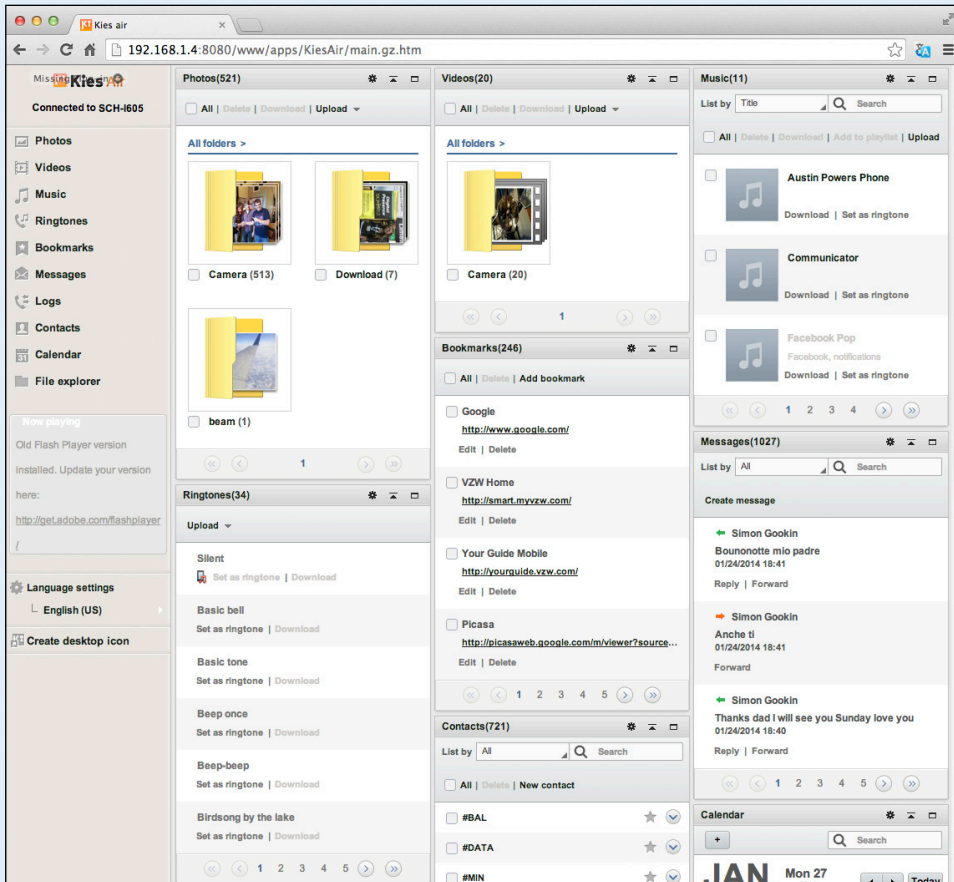 Kies air
192.168.1.4:8080/www/apps/KiesAir/main.gz.htm
Kies Air
Connected to SCH-I605
Photos
Videos
Music
Ringtones
Bookmarks
Messages
Logs
Contacts
Calendar
File explorer
Now playing
Old Flash Player version
installed. Update your version
here:
http://get.adobe.com/flashplayer
/
Language settings
English (US)
Create desktop icon
Photos(521)
All | Delete | Download | Upload
All folders >
Camera (513)
Download (7)
beam (1)
1
Ringtones(34)
Upload
Silent
Set as ringtone | Download
Basic bell
Set as ringtone | Download
Basic tone
Set as ringtone | Download
Beep once
Set as ringtone | Download
Beep-beep
Set as ringtone | Download
Birdsong by the lake
Set as ringtone | Download
1 2 3 4 5
Videos(20)
All | Delete | Download | Upload
All folders >
Camera (20)
1
Bookmarks(246)
All | Delete | Add bookmark
Google
http://www.google.com/
Edit | Delete
VZW Home
http://smart.myvzw.com/
Edit | Delete
Your Guide Mobile
http://yourguide.vzw.com/
Edit | Delete
Picasa
http://picasaweb.google.com/m/viewer?source...
Edit | Delete
1 2 3 4 5
Contacts(721)
List by All Search
All | Delete | New contact
#BAL
#DATA
#MIN
Music(11)
List by Title Search
All | Delete | Download | Add to playlist | Upload
Austin Powers Phone
Download | Set as ringtone
Communicator
Download | Set as ringtone
Facebook Pop
Facebook, notifications
Download | Set as ringtone
1 2 3 4
Messages(1027)
List by All Search
Create message
Simon Gookin
Bounonotte mio padre
01/24/2014 18:41
Reply | Forward
Simon Gookin
Anche ti
01/24/2014 18:41
Forward
Simon Gookin
Thanks dad I will see you Sunday love you
01/24/2014 18:40
Reply | Forward
1 2 3 4 5
Calendar
+ Search
JAN Mon 27 Today